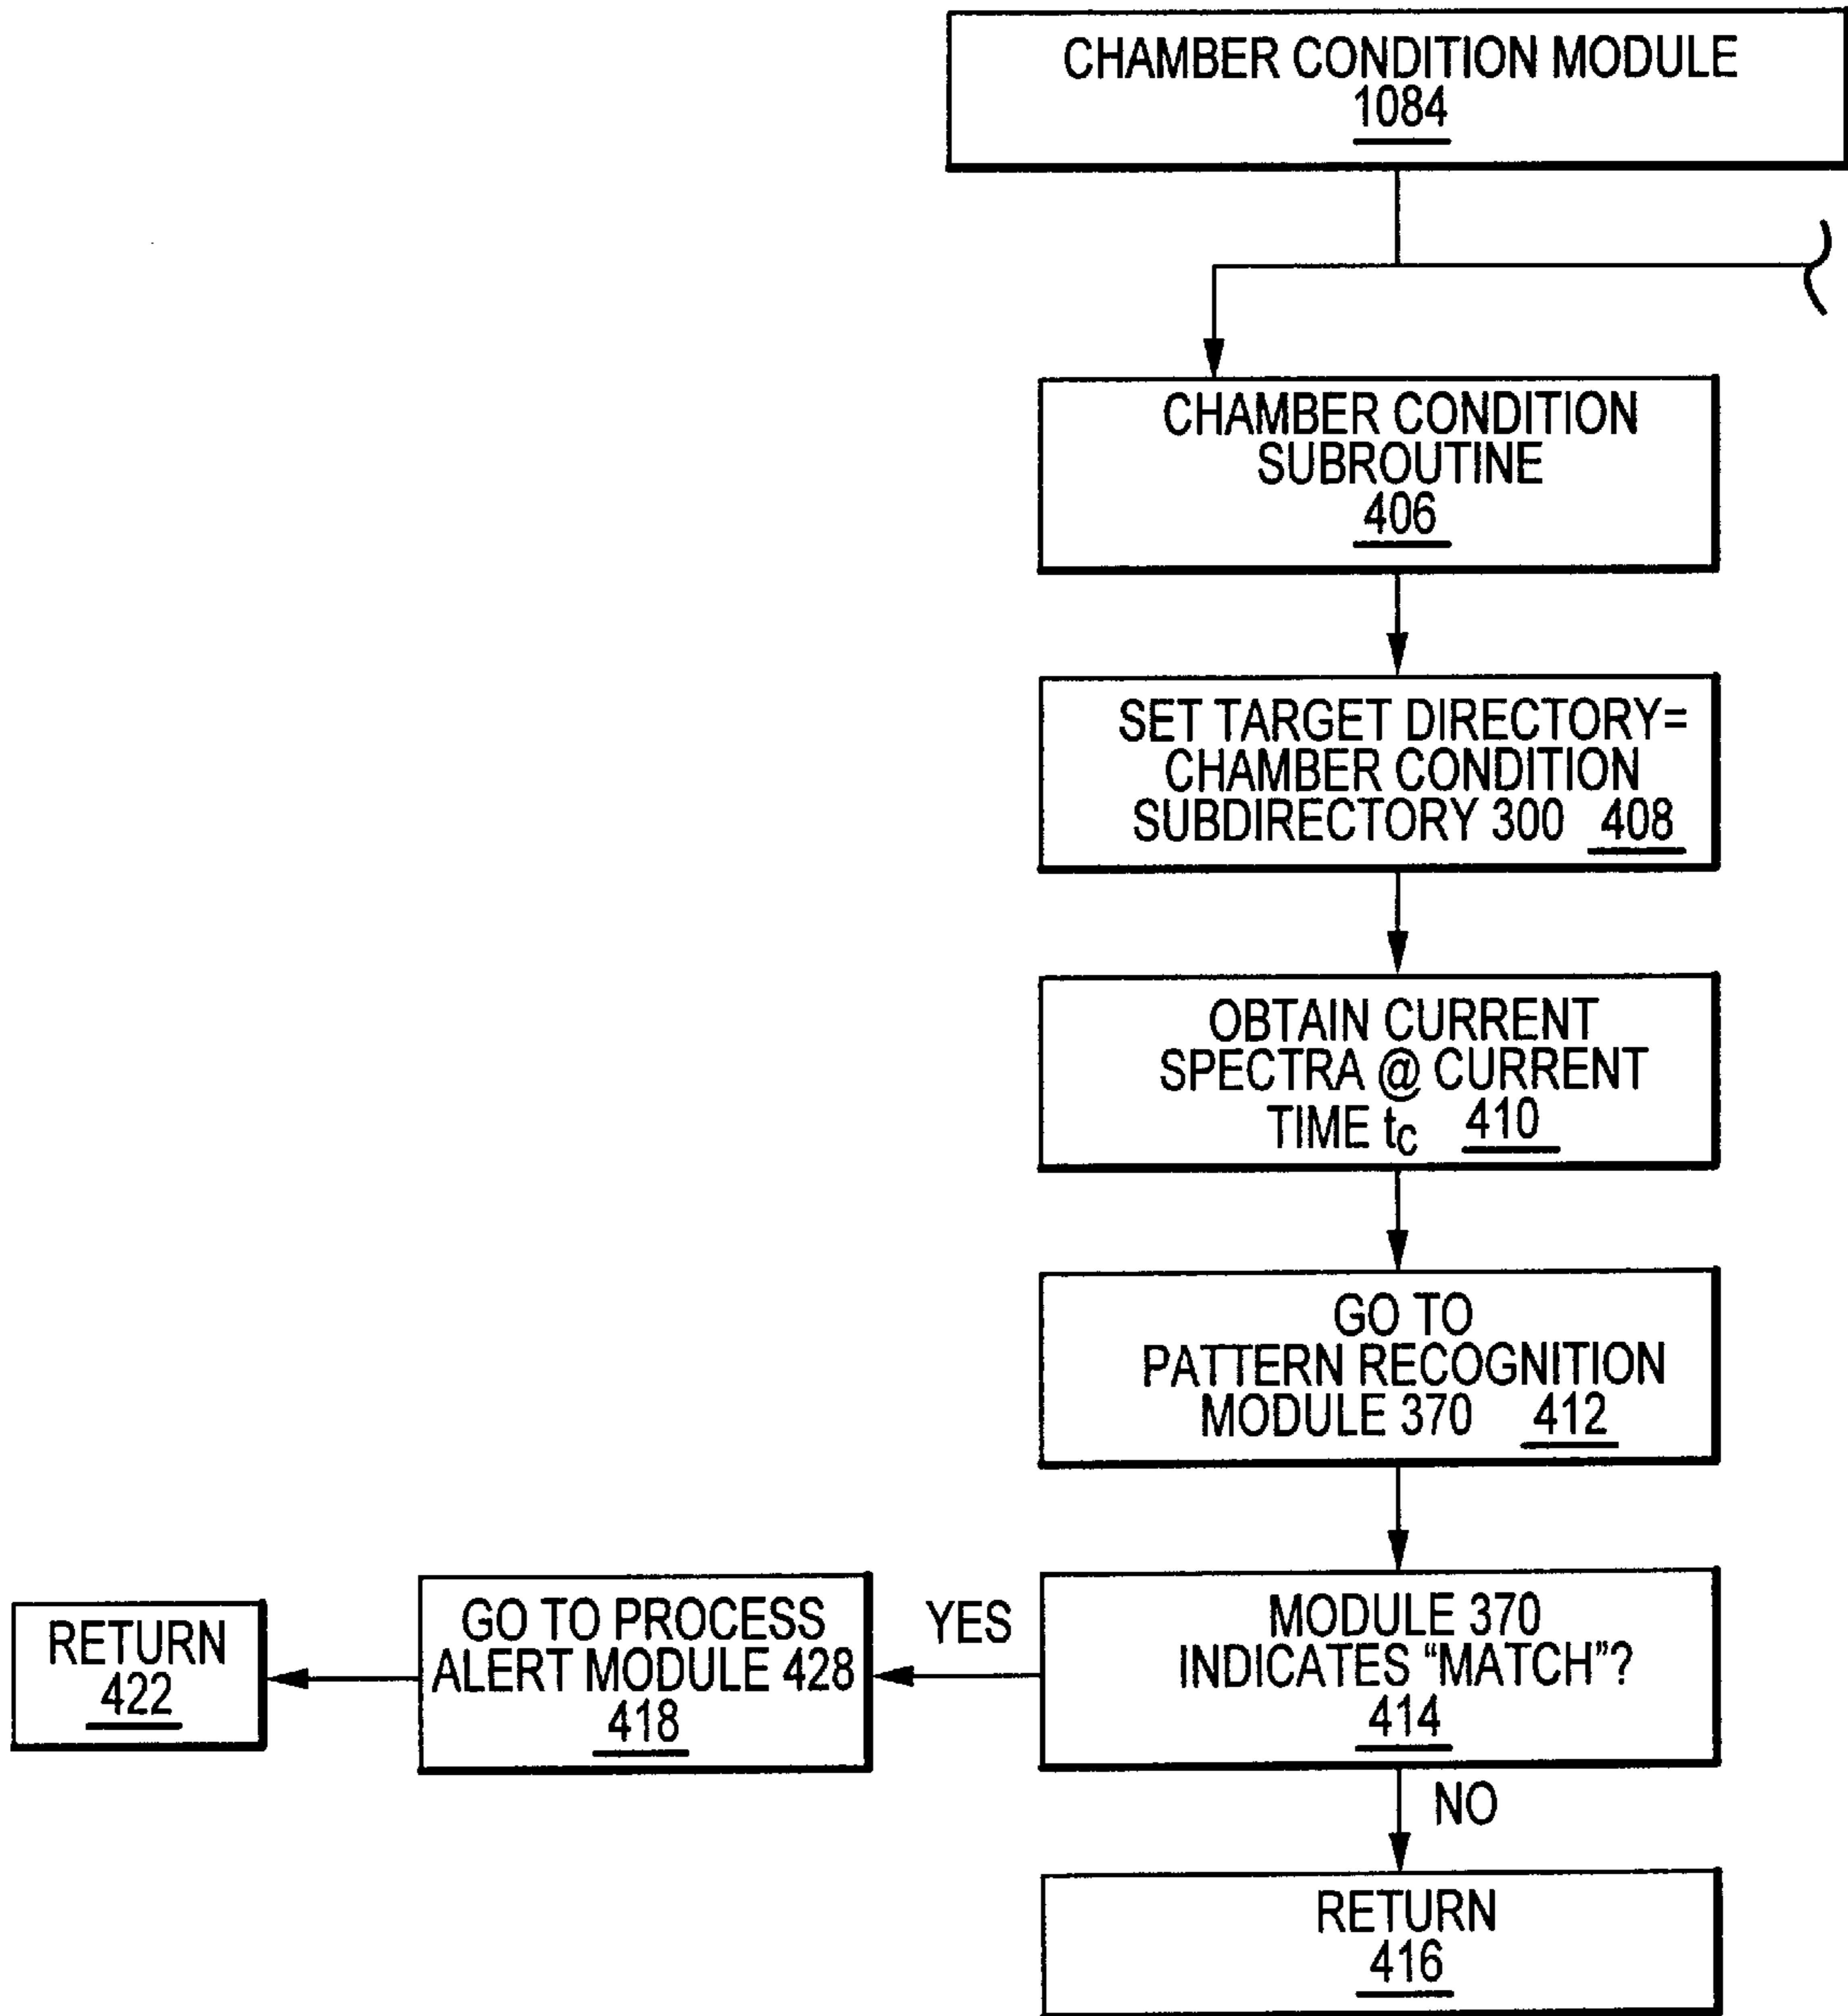 CHAMBER CONDITION MODULE
1084
CHAMBER CONDITION
SUBROUTINE
406
SET TARGET DIRECTORY=
CHAMBER CONDITION
SUBDIRECTORY 300 408
OBTAIN CURRENT
SPECTRA @ CURRENT
TIME tC 410
GO TO
PATTERN RECOGNITION
MODULE 370 412
MODULE 370
INDICATES “MATCH”?
414
YES
GO TO PROCESS
ALERT MODULE 428
418
RETURN
422
NO
RETURN
416